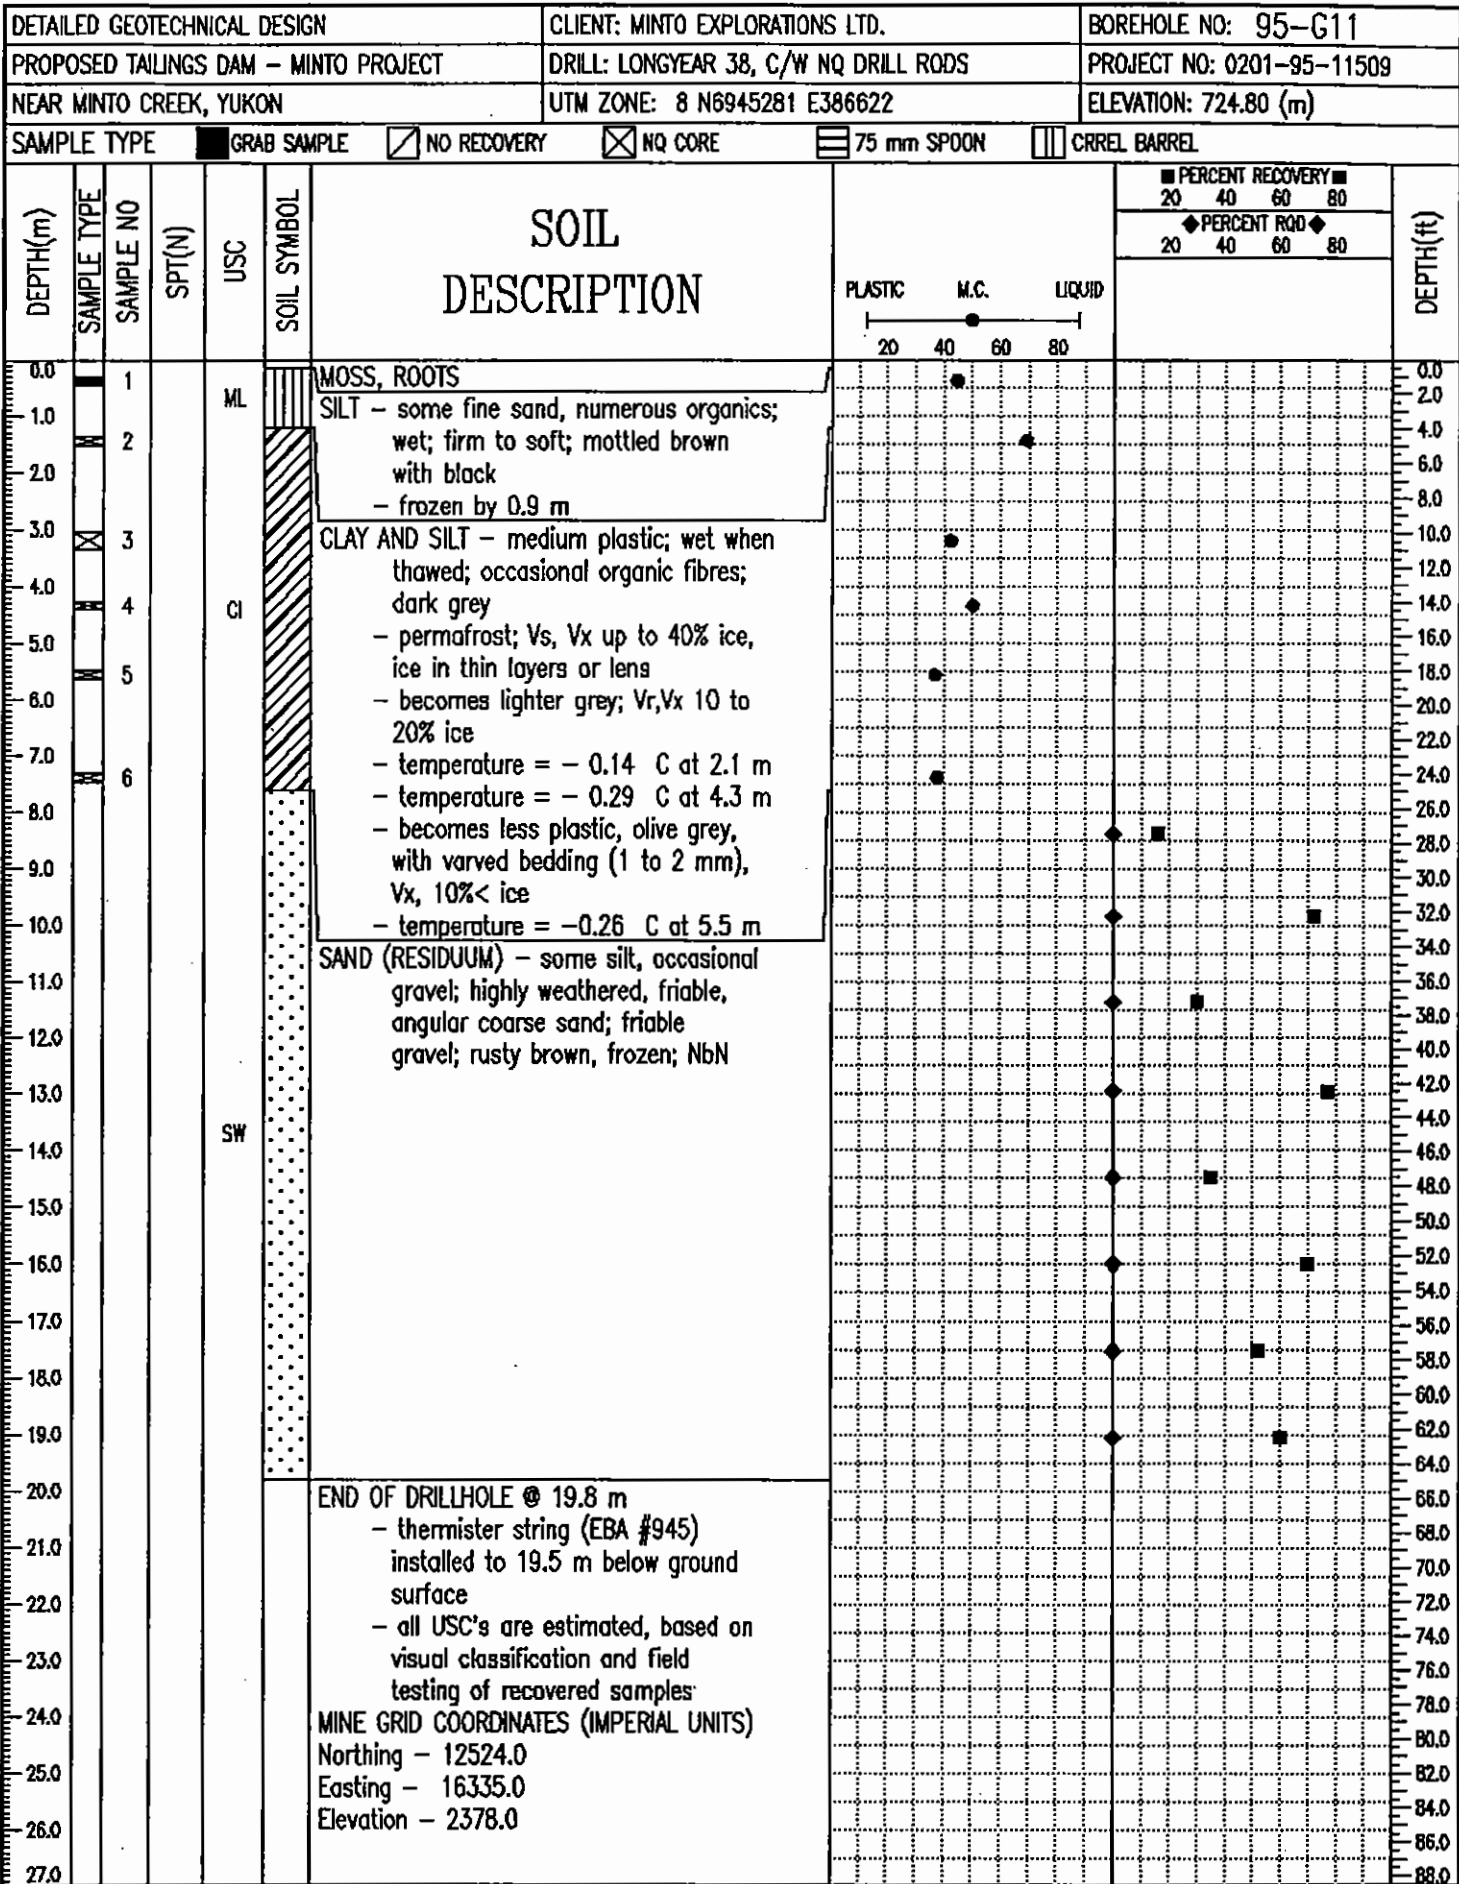 DETAILED GEOTECHNICAL DESIGN
CLIENT: MINTO EXPLORATIONS LTD.
BOREHOLE NO: 95-G11
PROPOSED TAILINGS DAM - MINTO PROJECT
DRILL: LONGYEAR 38, C/W NQ DRILL RODS
PROJECT NO: 0201-95-11509
NEAR MINTO CREEK, YUKON
UTM ZONE: 8 N6945281 E386622
ELEVATION: 724.80 (m)
SAMPLE TYPE
GRAB SAMPLE
NO RECOVERY
NQ CORE
75 mm SPOON
CRREL BARREL
DEPTH(m)
SAMPLE TYPE
SAMPLE NO
SPT(N)
USC
SOIL SYMBOL
SOIL
DESCRIPTION
PLASTIC M.C. LIQUID
20 40 60 80
PERCENT RECOVERY
20 40 60 80
PERCENT RQD
20 40 60 80
DEPTH(ft)
0.0
1.0
2.0
3.0
4.0
5.0
6.0
7.0
8.0
9.0
10.0
11.0
12.0
13.0
14.0
15.0
16.0
17.0
18.0
19.0
20.0
21.0
22.0
23.0
24.0
25.0
26.0
27.0
1
2
3
4
5
6
ML
CI
SW
MOSS, ROOTS
SILT - some fine sand, numerous organics;
wet; firm to soft; mottled brown
with black
- frozen by 0.9 m
CLAY AND SILT - medium plastic; wet when
thawed; occasional organic fibres;
dark grey
- permafrost; Vs, Vx up to 40% ice,
ice in thin layers or lens
- becomes lighter grey; Vr,Vx 10 to
20% ice
- temperature = - 0.14 C at 2.1 m
- temperature = - 0.29 C at 4.3 m
- becomes less plastic, olive grey,
with varved bedding (1 to 2 mm),
Vx, 10%< ice
- temperature = -0.26 C at 5.5 m
SAND (RESIDUUM) - some silt, occasional
gravel; highly weathered, friable,
angular coarse sand; friable
gravel; rusty brown, frozen; NbN
END OF DRILLHOLE @ 19.8 m
- thermister string (EBA #945)
installed to 19.5 m below ground
surface
- all USC's are estimated, based on
visual classification and field
testing of recovered samples
MINE GRID COORDINATES (IMPERIAL UNITS)
Northing - 12524.0
Easting - 16335.0
Elevation - 2378.0
0.0
2.0
4.0
6.0
8.0
10.0
12.0
14.0
16.0
18.0
20.0
22.0
24.0
26.0
28.0
30.0
32.0
34.0
36.0
38.0
40.0
42.0
44.0
46.0
48.0
50.0
52.0
54.0
56.0
58.0
60.0
62.0
64.0
66.0
68.0
70.0
72.0
74.0
76.0
78.0
80.0
82.0
84.0
86.0
88.0